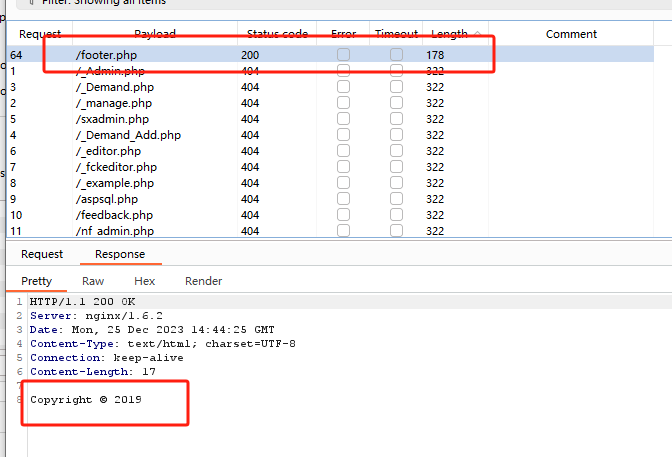 Filter: Showing all items
Request Payload Status code Error Timeout Length Comment
64 /footer.php 200 178
1 /_Admin.php 404 322
3 /_Demand.php 404 322
2 /_manage.php 404 322
5 /sxadmin.php 404 322
4 /_Demand_Add.php 404 322
6 /_editor.php 404 322
7 /_fckeditor.php 404 322
8 /_example.php 404 322
9 /aspsql.php 404 322
10 /feedback.php 404 322
11 /nf_admin.php 404 322
Request Response
Pretty Raw Hex Render
1 HTTP/1.1 200 OK
2 Server: nginx/1.6.2
3 Date: Mon, 25 Dec 2023 14:44:25 GMT
4 Content-Type: text/html; charset=UTF-8
5 Connection: keep-alive
6 Content-Length: 17
7
8 Copyright © 2019